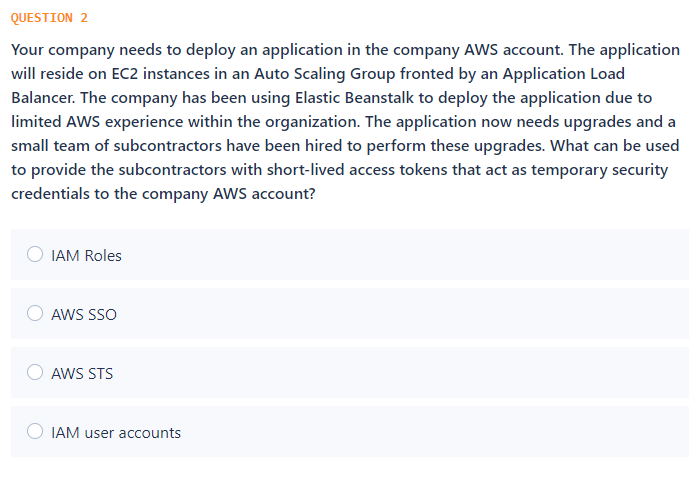 QUESTION 2
Your company needs to deploy an application in the company AWS account. The application
will reside on EC2 instances in an Auto Scaling Group fronted by an Application Load
Balancer. The company has been using Elastic Beanstalk to deploy the application due to
limited AWS experience within the organization. The application now needs upgrades and a
small team of subcontractors have been hired to perform these upgrades. What can be used
to provide the subcontractors with short-lived access tokens that act as temporary security
credentials to the company AWS account?
IAM Roles
AWS SSO
AWS STS
IAM user accounts